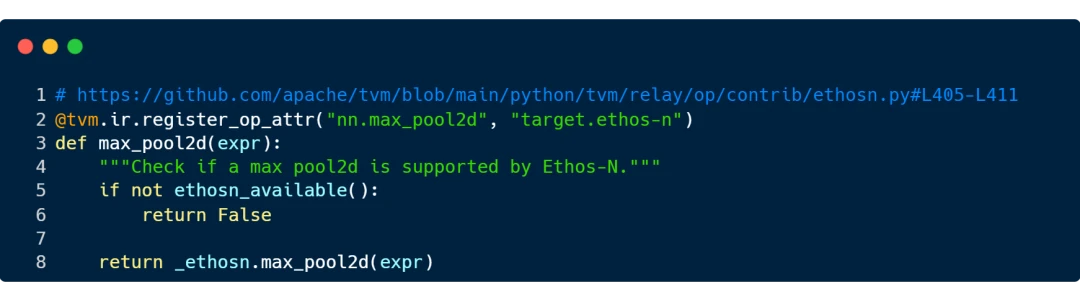 1 # https://github.com/apache/tvm/blob/main/python/tvm/relay/op/contrib/ethosn.py#L405-L411
2 @tvm.ir.register_op_attr("nn.max_pool2d", "target.ethos-n")
3 def max_pool2d(expr):
4     """Check if a max pool2d is supported by Ethos-N."""
5     if not ethosn_available():
6         return False
7
8     return _ethosn.max_pool2d(expr)